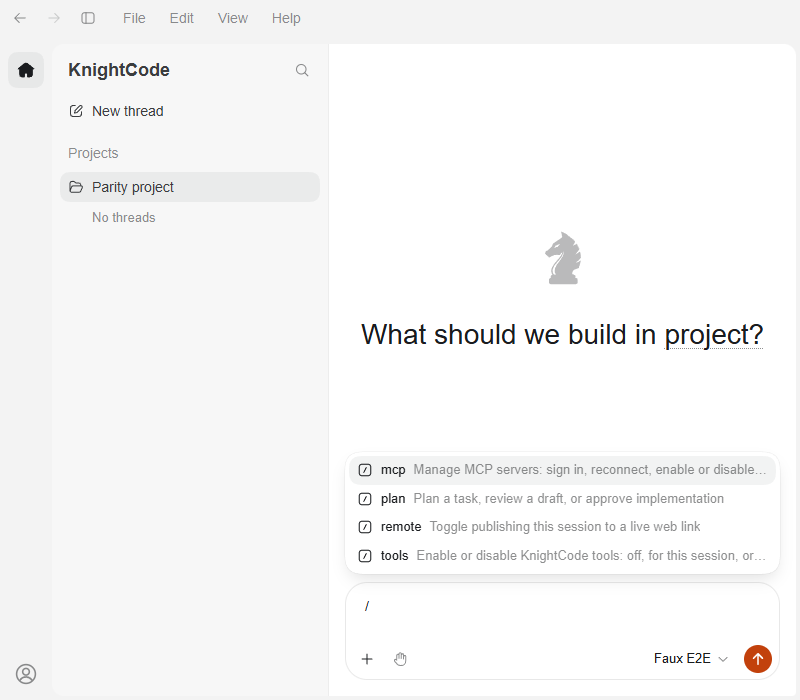 File Edit View Help
KnightCode
New thread
Projects
Parity project
No threads
What should we build in project?
mcp Manage MCP servers: sign in, reconnect, enable or disable…
plan Plan a task, review a draft, or approve implementation
remote Toggle publishing this session to a live web link
tools Enable or disable KnightCode tools: off, for this session, or…
/
Faux E2E